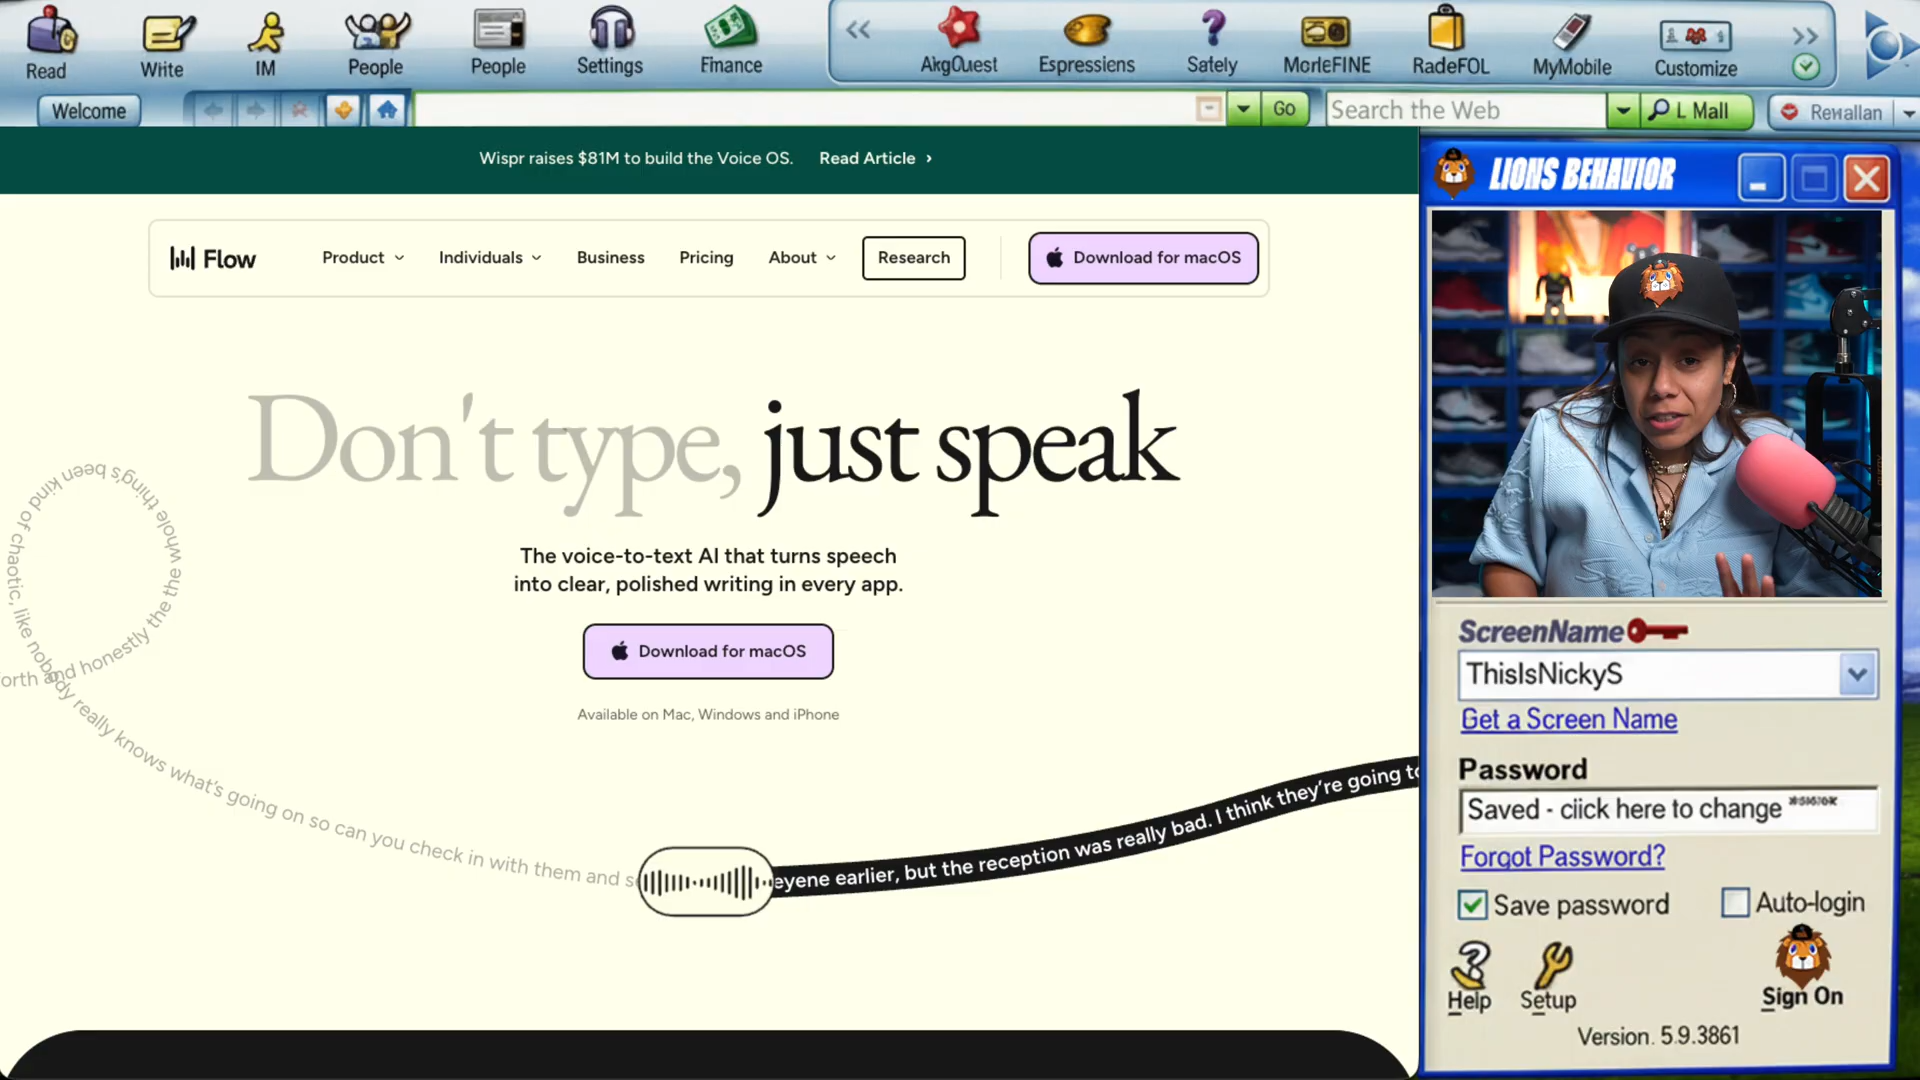 Read
Write
IM
People
People
Settings
Finance
AkgOuest
Espressiens
Sately
MordeFINE
RadeFOL
MyMobile
Customize
Welcome
Go
Search the Web
L Mall
Rewallan
Wispr raises $81M to build the Voice OS. Read Article ›
Flow
Product
Individuals
Business
Pricing
About
Research
Download for macOS
Don't type, just speak
The voice-to-text AI that turns speech
into clear, polished writing in every app.
Download for macOS
Available on Mac, Windows and iPhone
orth and honestly the the whole things been kind of chaotic, like nobody really knows what's going on so can you check in with them and s
eyene earlier, but the reception was really bad. I think they're going to
LIONS BEHAVIOR
ScreenName
ThisIsNickyS
Get a Screen Name
Password
Saved - ciick here to change
Forgot Password?
Save password
Auto-login
Help
Setup
Sign On
Version. 5.9.3861